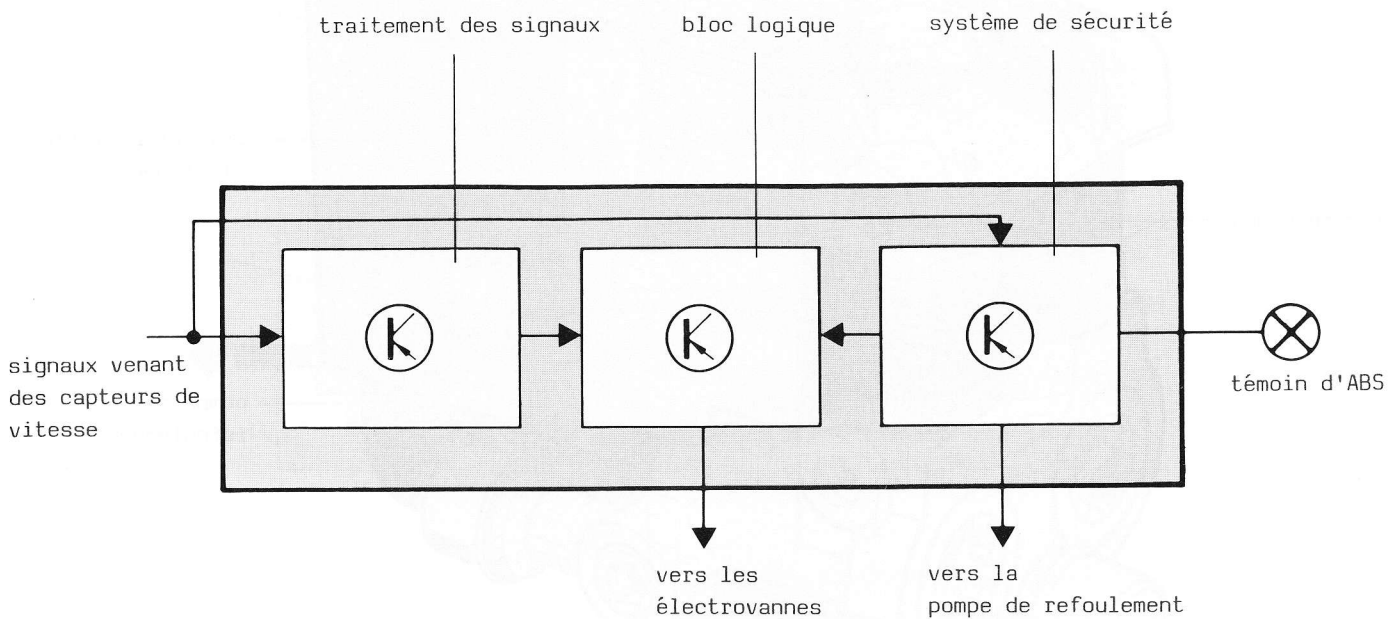 traitement des signaux
bloc logique
système de sécurité
signaux venant
des capteurs de
vitesse
témoin d'ABS
vers les
électrovannes
vers la
pompe de refoulement